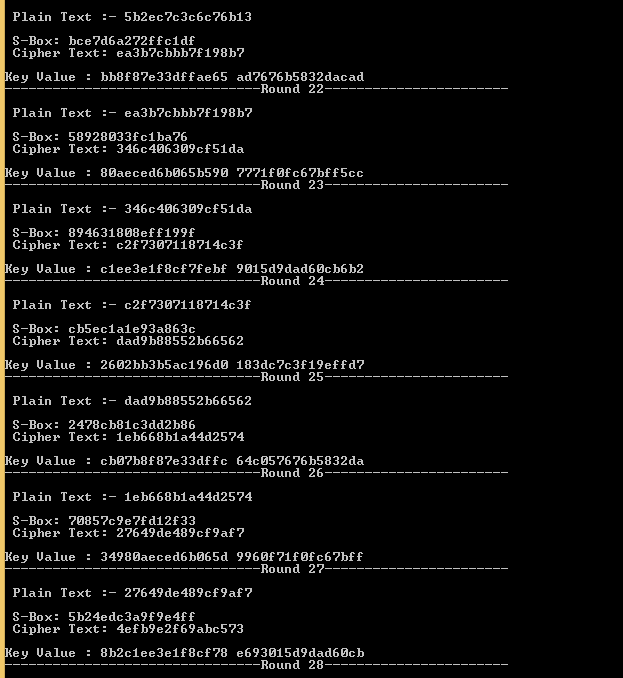 Plain Text :- 5b2ec7c3c6c76b13
S-Box: bce7d6a272ffc1df
Cipher Text: ea3b7cbbb7f198b7
Key Value : bb8f87e33dffae65 ad7676b5832dacad
--------------------------------Round 22-----------------------
Plain Text :- ea3b7cbbb7f198b7
S-Box: 58928033fc1ba76
Cipher Text: 346c406309cf51da
Key Value : 80aeced6b065b590 7771f0fc67bff5cc
--------------------------------Round 23-----------------------
Plain Text :- 346c406309cf51da
S-Box: 894631808eff199f
Cipher Text: c2f7307118714c3f
Key Value : c1ee3e1f8cf7febf 9015d9dad60cb6b2
--------------------------------Round 24-----------------------
Plain Text :- c2f7307118714c3f
S-Box: cb5ec1a1e93a863c
Cipher Text: dad9b88552b66562
Key Value : 2602bb3b5ac196d0 183dc7c3f19effd7
--------------------------------Round 25-----------------------
Plain Text :- dad9b88552b66562
S-Box: 2478cb81c3dd2b86
Cipher Text: 1eb668b1a44d2574
Key Value : cb07b8f87e33dffc 64c057676b5832da
--------------------------------Round 26-----------------------
Plain Text :- 1eb668b1a44d2574
S-Box: 70857c9e7fd12f33
Cipher Text: 27649de489cf9af7
Key Value : 34980aeced6b065d 9960f71f0fc67bff
--------------------------------Round 27-----------------------
Plain Text :- 27649de489cf9af7
S-Box: 5b24edc3a9f9e4ff
Cipher Text: 4efb9e2f69abc573
Key Value : 8b2c1ee3e1f8cf78 e693015d9dad60cb
--------------------------------Round 28-----------------------